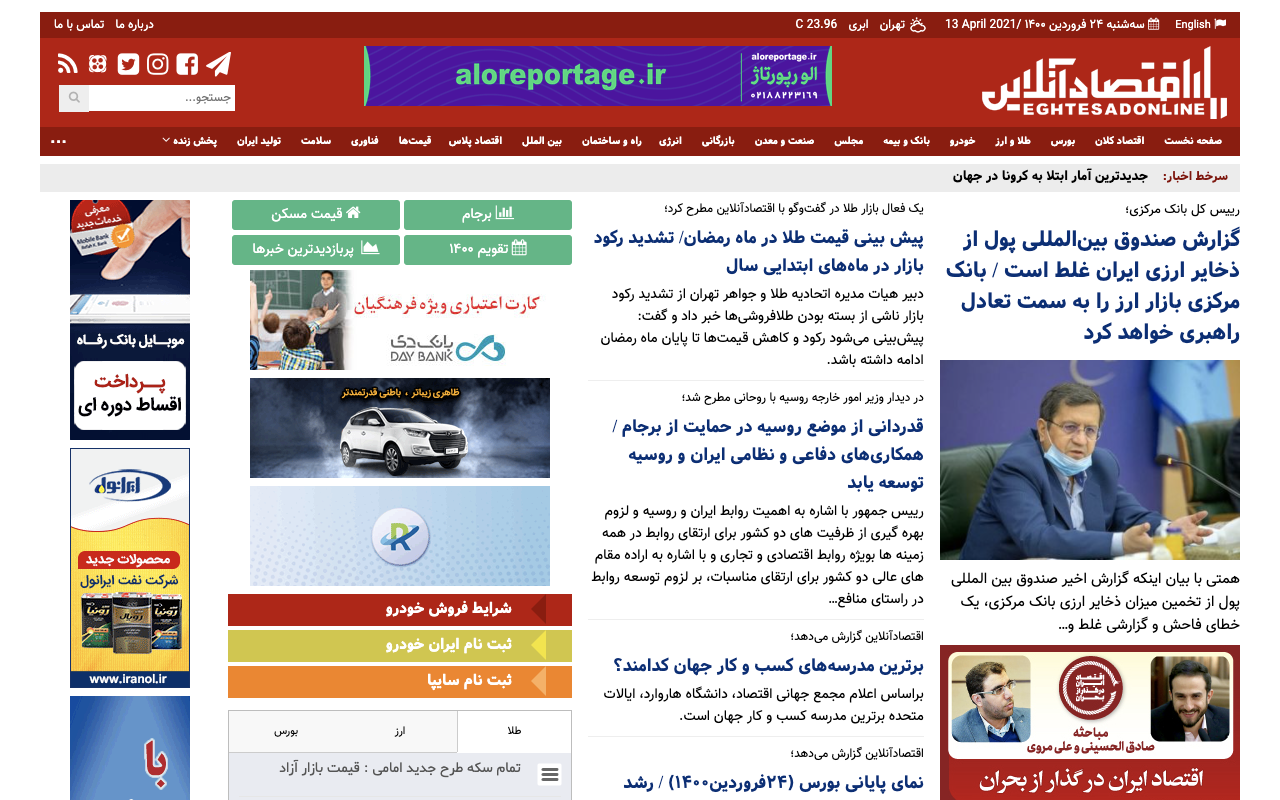 English
سه‌شنبه ۲۴ فروردین ۱۴۰۰ /13 April 2021
تهران ابری 23.96 C
درباره ما
تماس با ما
اقتصادآنلاین
EGHTESADONLINE
aloreportage.ir
aloreportage.ir
الو رپورتاژ
۰۲۱۸۸۲۲۳۱۶۹
جستجو...
صفحه نخست
اقتصاد کلان
بورس
طلا و ارز
خودرو
بانک و بیمه
مجلس
صنعت و معدن
بازرگانی
انرژی
راه و ساختمان
بین الملل
اقتصاد پلاس
قیمت‌ها
فناوری
سلامت
تولید ایران
پخش زنده
سرخط اخبار:
جدیدترین آمار ابتلا به کرونا در جهان
رییس کل بانک مرکزی؛
گزارش صندوق بین‌المللی پول از
ذخایر ارزی ایران غلط است / بانک
مرکزی بازار ارز را به سمت تعادل
راهبری خواهد کرد
همتی با بیان اینکه گزارش اخیر صندوق بین المللی
پول از تخمین میزان ذخایر ارزی بانک مرکزی، یک
خطای فاحش و گزارشی غلط و...
اقتصاد
ایران
در گذار از
بحران
مباحثه
صادق الحسینی و علی مروی
اقتصاد ایران در گذار از بحران
یک فعال بازار طلا در گفت‌وگو با اقتصادآنلاین مطرح کرد؛
پیش بینی قیمت طلا در ماه رمضان/ تشدید رکود
بازار در ماه‌های ابتدایی سال
دبیر هیات مدیره اتحادیه طلا و جواهر تهران از تشدید رکود
بازار ناشی از بسته بودن طلافروشی‌ها خبر داد و گفت:
پیش‌بینی می‌شود رکود و کاهش قیمت‌ها تا پایان ماه رمضان
ادامه داشته باشد.
در دیدار وزیر امور خارجه روسیه با روحانی مطرح شد؛
قدردانی از موضع روسیه در حمایت از برجام /
همکاری‌های دفاعی و نظامی ایران و روسیه
توسعه یابد
رییس جمهور با اشاره به اهمیت روابط ایران و روسیه و لزوم
بهره گیری از ظرفیت های دو کشور برای ارتقای روابط در همه
زمینه ها بویژه روابط اقتصادی و تجاری و با اشاره به اراده مقام
های عالی دو کشور برای ارتقای مناسبات، بر لزوم توسعه روابط
در راستای منافع...
اقتصادآنلاین گزارش می‌دهد؛
برترین مدرسه‌های کسب و کار جهان کدامند؟
براساس اعلام مجمع جهانی اقتصاد، دانشگاه هاروارد، ایالات
متحده برترین مدرسه کسب و کار جهان است.
اقتصادآنلاین گزارش می‌دهد؛
نمای پایانی بورس (۲۴فروردین۱۴۰۰) / رشد
برجام
قیمت مسکن
تقویم ۱۴۰۰
پربازدیدترین خبرها
کارت اعتباری ویژه فرهنگیان
بانک دی
DAY BANK
ظاهری زیباتر ، باطنی قدرتمندتر
شرایط فروش خودرو
ثبت نام ایران خودرو
ثبت نام سایپا
طلا
ارز
بورس
تمام سکه طرح جدید امامی : قیمت بازار آزاد
معرفی
خدمات جدید
Mobile Bank
Refah K. Bank
موبـایل بانک رفـاه
پـــرداخت
اقساط دوره ای
ایرانول
محصولات جدید
شرکت نفت ایرانول
www.iranol.ir
با